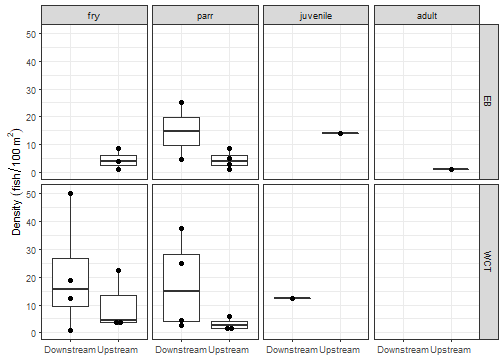 fry parr juvenile adult
Density (fish/100 m²)
50
40
30
20
10
0
EB
50
40
30
20
10
0
WCT
Downstream Upstream Downstream Upstream Downstream Upstream Downstream Upstream